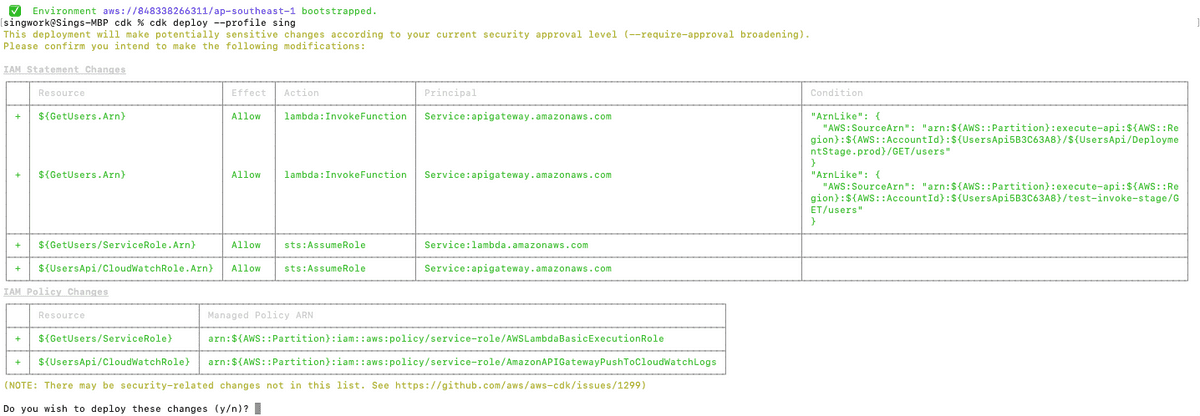 ✅ Environment aws://848338266311/ap-southeast-1 bootstrapped.
[singwork@Sings-MBP cdk % cdk deploy --profile sing ]
This deployment will make potentially sensitive changes according to your current security approval level (--require-approval broadening).
Please confirm you intend to make the following modifications:
IAM Statement Changes
Resource Effect Action Principal Condition
+ ${GetUsers.Arn} Allow lambda:InvokeFunction Service:apigateway.amazonaws.com "ArnLike": {
"AWS:SourceArn": "arn:${AWS::Partition}:execute-api:${AWS::Re
gion}:${AWS::AccountId}:${UsersApi5B3C63A8}/${UsersApi/Deployme
ntStage.prod}/GET/users"
}
+ ${GetUsers.Arn} Allow lambda:InvokeFunction Service:apigateway.amazonaws.com "ArnLike": {
"AWS:SourceArn": "arn:${AWS::Partition}:execute-api:${AWS::Re
gion}:${AWS::AccountId}:${UsersApi5B3C63A8}/test-invoke-stage/G
ET/users"
}
+ ${GetUsers/ServiceRole.Arn} Allow sts:AssumeRole Service:lambda.amazonaws.com
+ ${UsersApi/CloudWatchRole.Arn} Allow sts:AssumeRole Service:apigateway.amazonaws.com
IAM Policy Changes
Resource Managed Policy ARN
+ ${GetUsers/ServiceRole} arn:${AWS::Partition}:iam::aws:policy/service-role/AWSLambdaBasicExecutionRole
+ ${UsersApi/CloudWatchRole} arn:${AWS::Partition}:iam::aws:policy/service-role/AmazonAPIGatewayPushToCloudWatchLogs
(NOTE: There may be security-related changes not in this list. See https://github.com/aws/aws-cdk/issues/1299)
Do you wish to deploy these changes (y/n)?